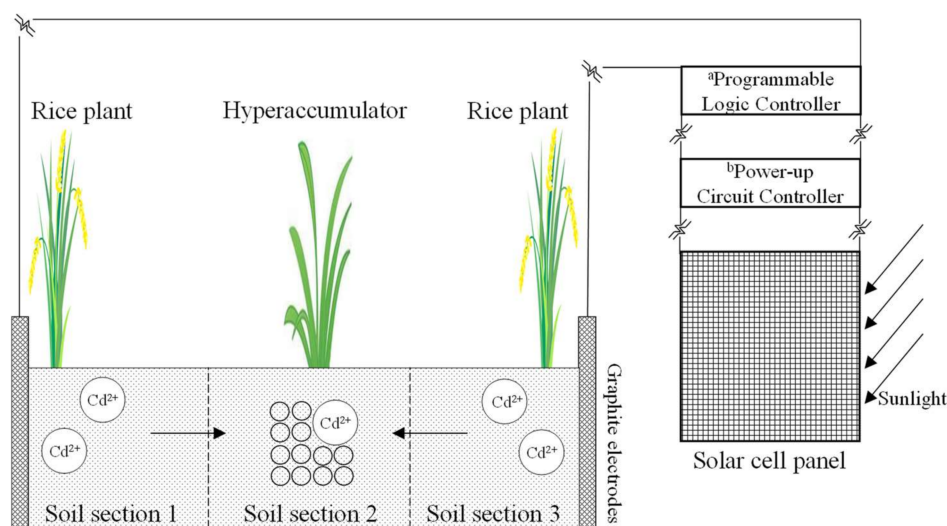 ᵃProgrammable
Logic Controller
Rice plant
Hyperaccumulator
Rice plant
ᵇPower-up
Circuit Controller
Cd²⁺
Cd²⁺
Cd²⁺
Cd²⁺
Cd²⁺
Graphite electrodes
Sunlight
Solar cell panel
Soil section 1
Soil section 2
Soil section 3